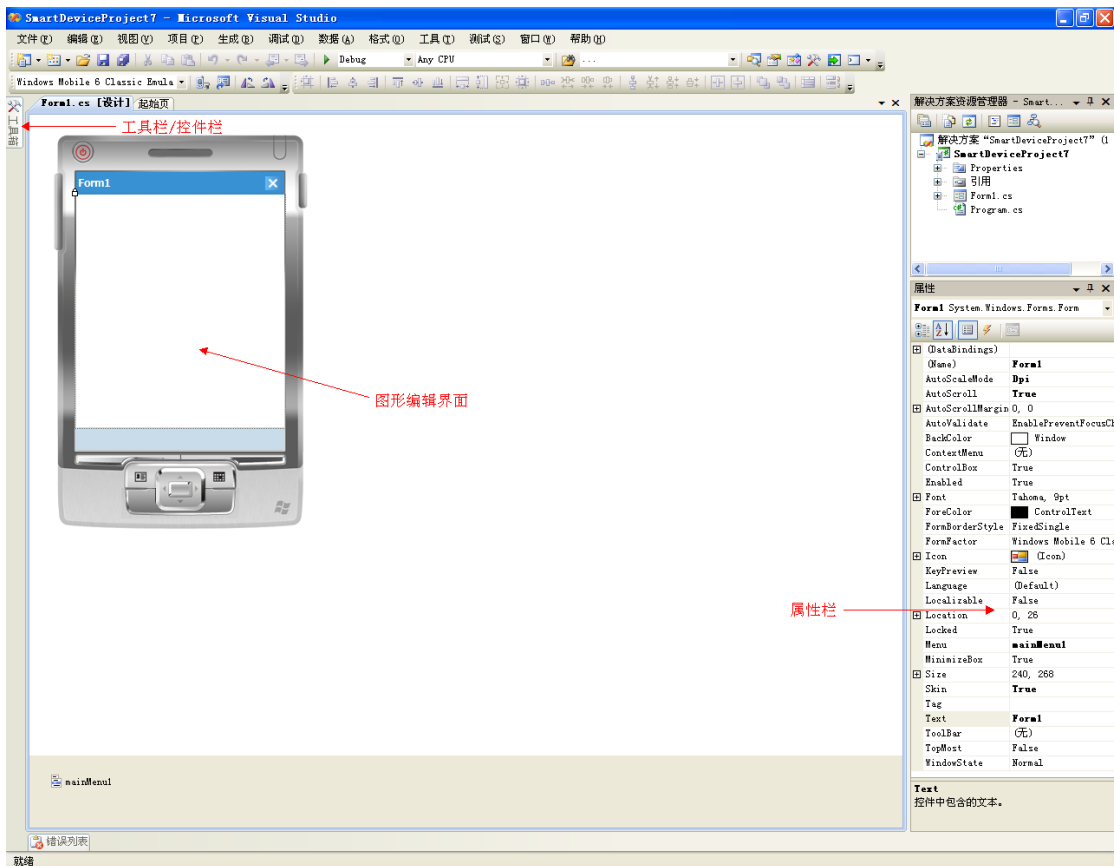 SmartDeviceProject7 - Microsoft Visual Studio
文件(F) 编辑(E) 视图(V) 项目(P) 生成(B) 调试(D) 数据(A) 格式(O) 工具(T) 测试(S) 窗口(W) 帮助(H)
Debug Any CPU ...
Windows Mobile 6 Classic Emula
Form1.cs [设计] 起始页
工具箱
工具栏/控件栏
Form1
图形编辑界面
属性栏
mainMenu1
错误列表
就绪
解决方案资源管理器 - Smart...
解决方案“SmartDeviceProject7” (1
SmartDeviceProject7
Properties
引用
Form1.cs
Program.cs
属性
Form1 System.Windows.Forms.Form
(DataBindings)
(Name) Form1
AutoScaleMode Dpi
AutoScroll True
AutoScrollMargin 0, 0
AutoValidate EnablePreventFocusCh
BackColor Window
ContextMenu (无)
ControlBox True
Enabled True
Font Tahoma, 9pt
ForeColor ControlText
FormBorderStyle FixedSingle
FormFactor Windows Mobile 6 Cla
Icon (Icon)
KeyPreview False
Language (Default)
Localizable False
Location 0, 26
Locked True
Menu mainMenu1
MinimizeBox True
Size 240, 268
Skin True
Tag
Text Form1
ToolBar (无)
TopMost False
WindowState Normal
Text
控件中包含的文本。